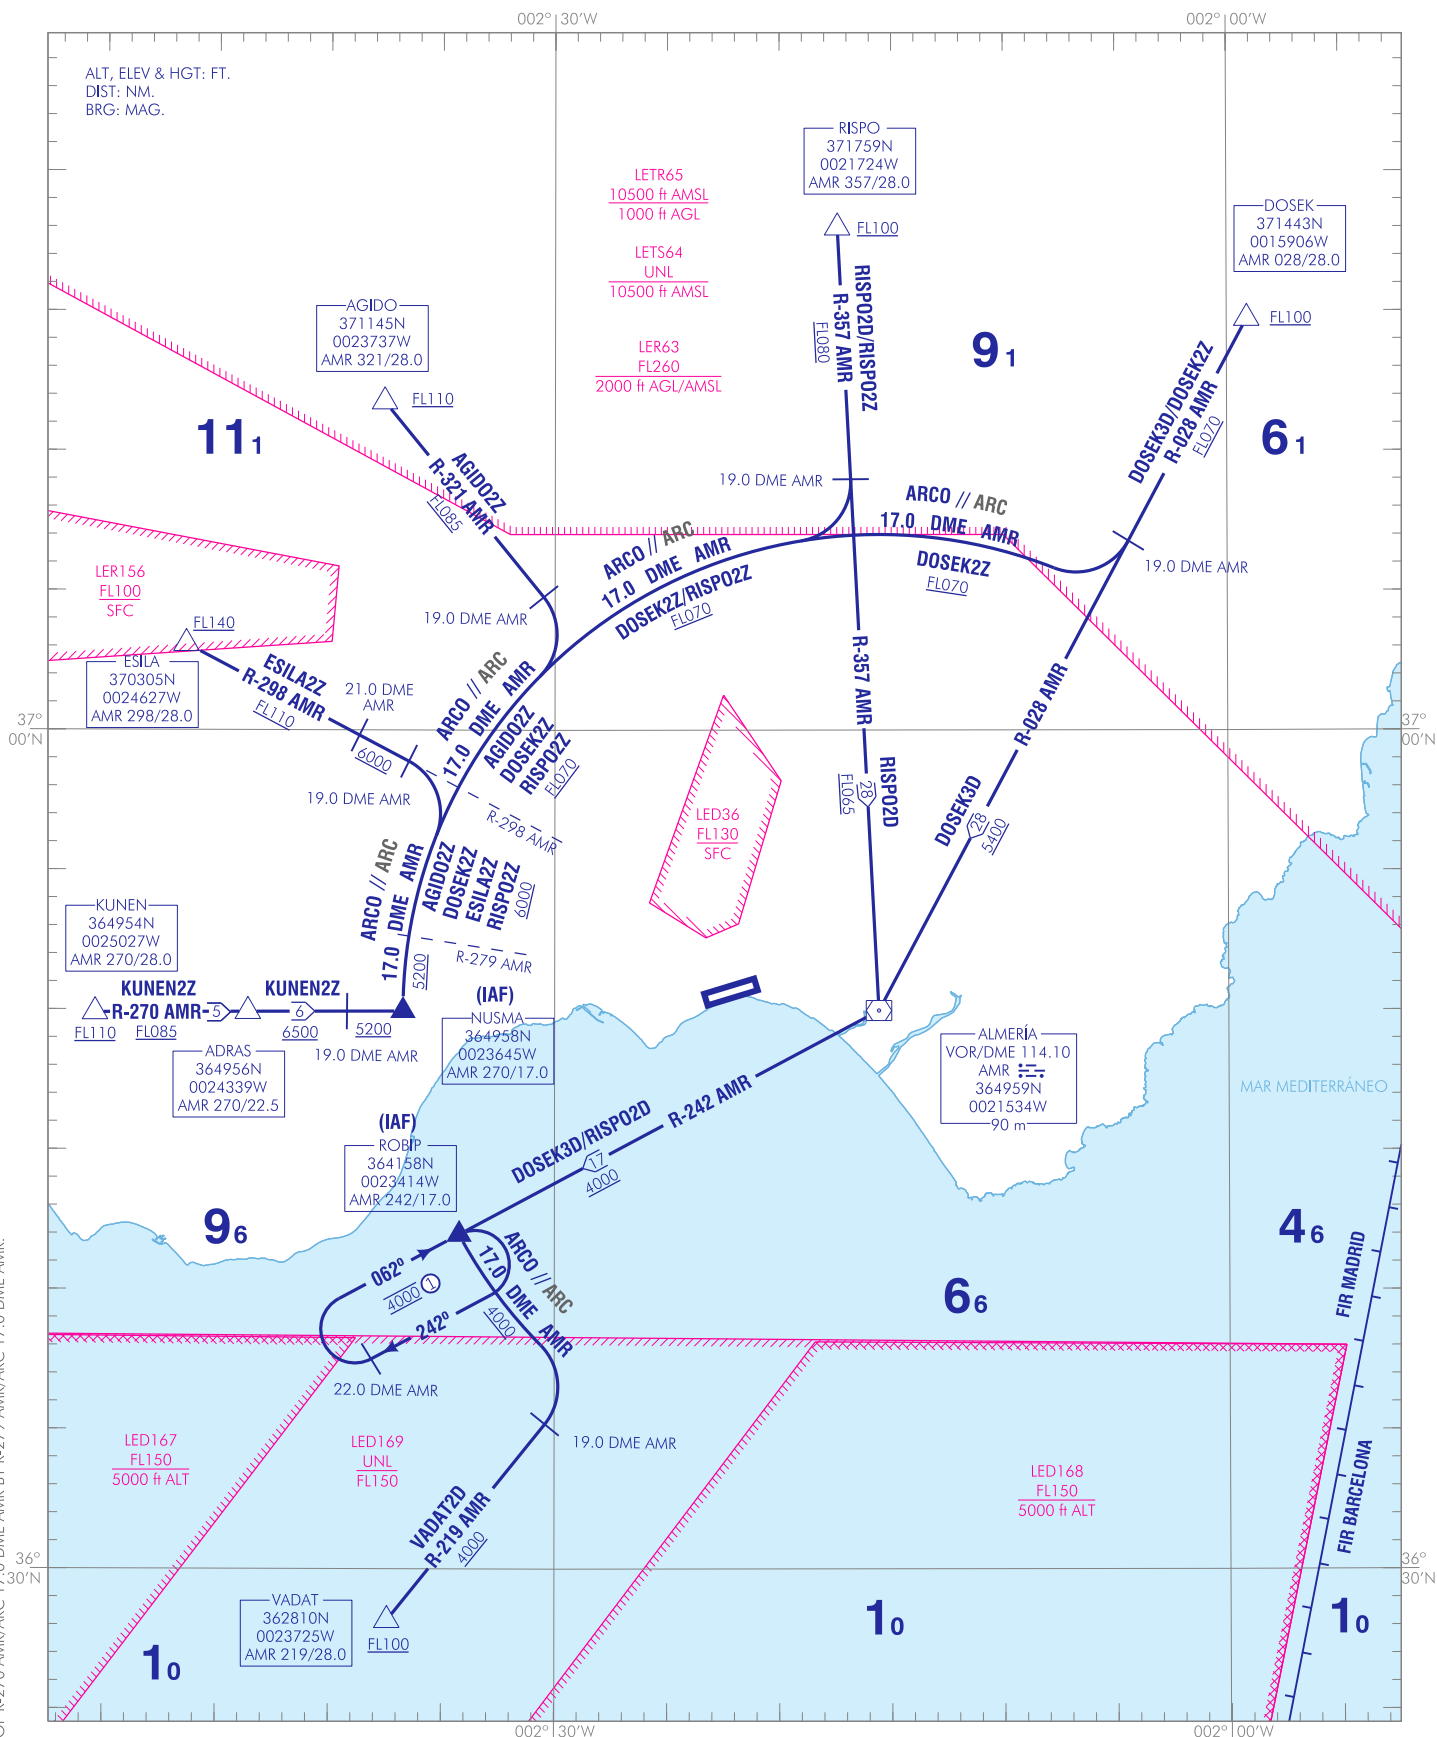 002° 30'W
002° 00'W
ALT, ELEV & HGT: FT.
DIST: NM.
BRG: MAG.
RISPO
371759N
0021724W
AMR 357/28.0
FL100
LETR65
10500 ft AMSL
1000 ft AGL
LETS64
UNL
10500 ft AMSL
LER63
FL260
2000 ft AGL/AMSL
DOSEK
371443N
0015906W
AMR 028/28.0
FL100
AGIDO
371145N
0023737W
AMR 321/28.0
FL110
RISPO2D/RISPO2Z
R-357 AMR
FL080
DOSEK3D/DOSEK2Z
R-028 AMR
FL070
9 1
11 1
6 1
AGIDO2Z
R-321 AMR
FL085
19.0 DME AMR
ARCO // ARC
17.0 DME AMR
DOSEK2Z
FL070
19.0 DME AMR
ARCO // ARC
17.0 DME AMR
DOSEK2Z/RISPO2Z
FL070
19.0 DME AMR
LER156
FL100
SFC
FL140
ESILA
370305N
0024627W
AMR 298/28.0
ESILA2Z
R-298 AMR
FL110
21.0 DME
AMR
6000
19.0 DME AMR
ARCO // ARC
17.0 DME AMR
AGIDO2Z
DOSEK2Z
RISPO2Z
FL070
R-298 AMR
R-357 AMR
RISPO2D
28
FL065
R-028 AMR
DOSEK3D
28
5400
37°
00'N
37°
00'N
LED36
FL130
SFC
ARCO // ARC
17.0 DME AMR
AGIDO2Z
DOSEK2Z
ESILA2Z
RISPO2Z
6000
R-279 AMR
5200
KUNEN
364954N
0025027W
AMR 270/28.0
KUNEN2Z
R-270 AMR
5
KUNEN2Z
6
FL110
FL085
6500
5200
19.0 DME AMR
ADRAS
364956N
0024339W
AMR 270/22.5
(IAF)
NUSMA
364958N
0023645W
AMR 270/17.0
ALMERÍA
VOR/DME 114.10
AMR
364959N
0021534W
90 m
MAR MEDITERRÁNEO
(IAF)
ROBIP
364158N
0023414W
AMR 242/17.0
DOSEK3D/RISPO2D
R-242 AMR
17
4000
9 6
4 6
6 6
062°
4000 1
242°
22.0 DME AMR
ARCO // ARC
17.0 DME AMR
4000
FIR MADRID
FIR BARCELONA
19.0 DME AMR
LED167
FL150
5000 ft ALT
LED169
UNL
FL150
LED168
FL150
5000 ft ALT
VADAT2D
R-219 AMR
4000
36°
30'N
36°
30'N
VADAT
362810N
0023725W
AMR 219/28.0
FL100
1 0
1 0
1 0
002° 30'W
002° 00'W